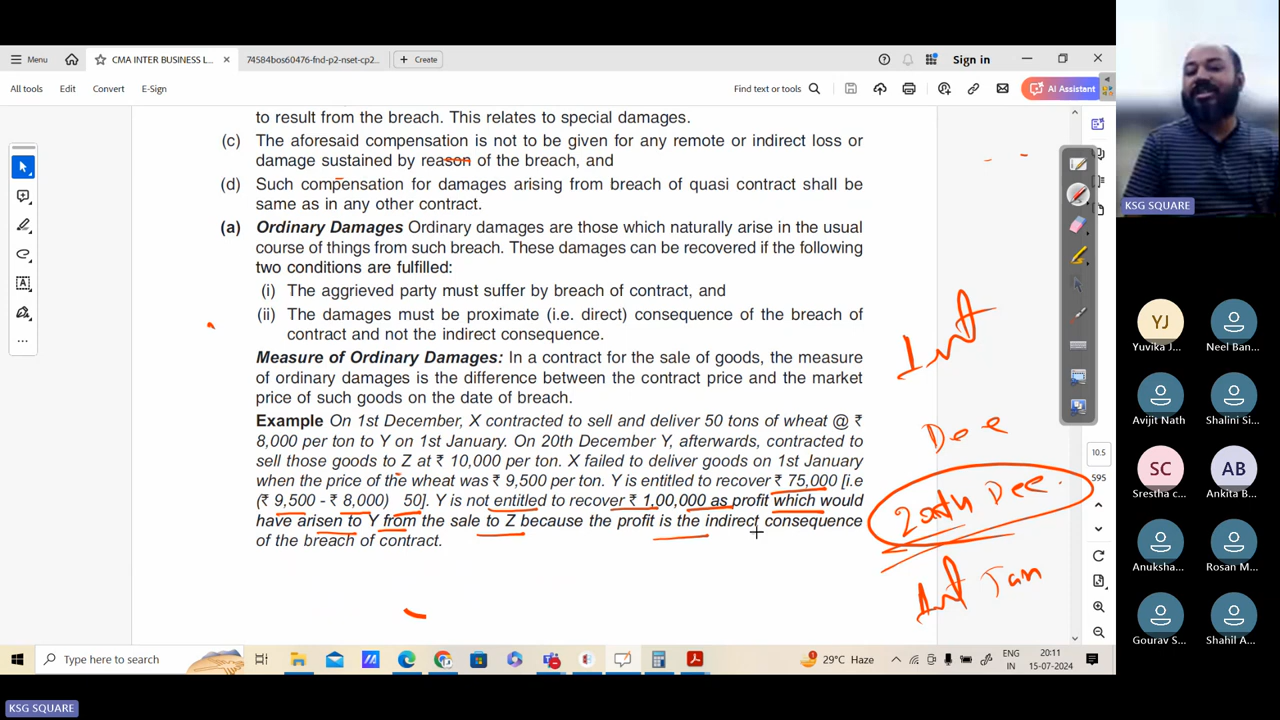 Menu
CMA INTER BUSINESS L...
74584bos60476-fnd-p2-nset-cp2...
Create
Sign in
All tools
Edit
Convert
E-Sign
Find text or tools
AI Assistant
to result from the breach. This relates to special damages.
(c) The aforesaid compensation is not to be given for any remote or indirect loss or
damage sustained by reason of the breach, and
(d) Such compensation for damages arising from breach of quasi contract shall be
same as in any other contract.
(a) Ordinary Damages Ordinary damages are those which naturally arise in the usual
course of things from such breach. These damages can be recovered if the following
two conditions are fulfilled:
(i) The aggrieved party must suffer by breach of contract, and
(ii) The damages must be proximate (i.e. direct) consequence of the breach of
contract and not the indirect consequence.
Measure of Ordinary Damages: In a contract for the sale of goods, the measure
of ordinary damages is the difference between the contract price and the market
price of such goods on the date of breach.
Example On 1st December, X contracted to sell and deliver 50 tons of wheat @ ₹
8,000 per ton to Y on 1st January. On 20th December Y, afterwards, contracted to
sell those goods to Z at ₹ 10,000 per ton. X failed to deliver goods on 1st January
when the price of the wheat was ₹ 9,500 per ton. Y is entitled to recover ₹ 75,000 [i.e
(₹ 9,500 - ₹ 8,000) 50]. Y is not entitled to recover ₹ 1,00,000 as profit which would
have arisen to Y from the sale to Z because the profit is the indirect consequence
of the breach of contract.
Dec
Dec.
Jan
10.5
595
KSG SQUARE
YJ
Yuvika J...
Neel Ban...
Avijit Nath
Shalini Si...
SC
Srestha c...
AB
Ankita B...
Anuksha...
Rosan M...
Gourav S...
Shahil A...
Type here to search
29°C Haze
ENG
IN
20:11
15-07-2024
KSG SQUARE